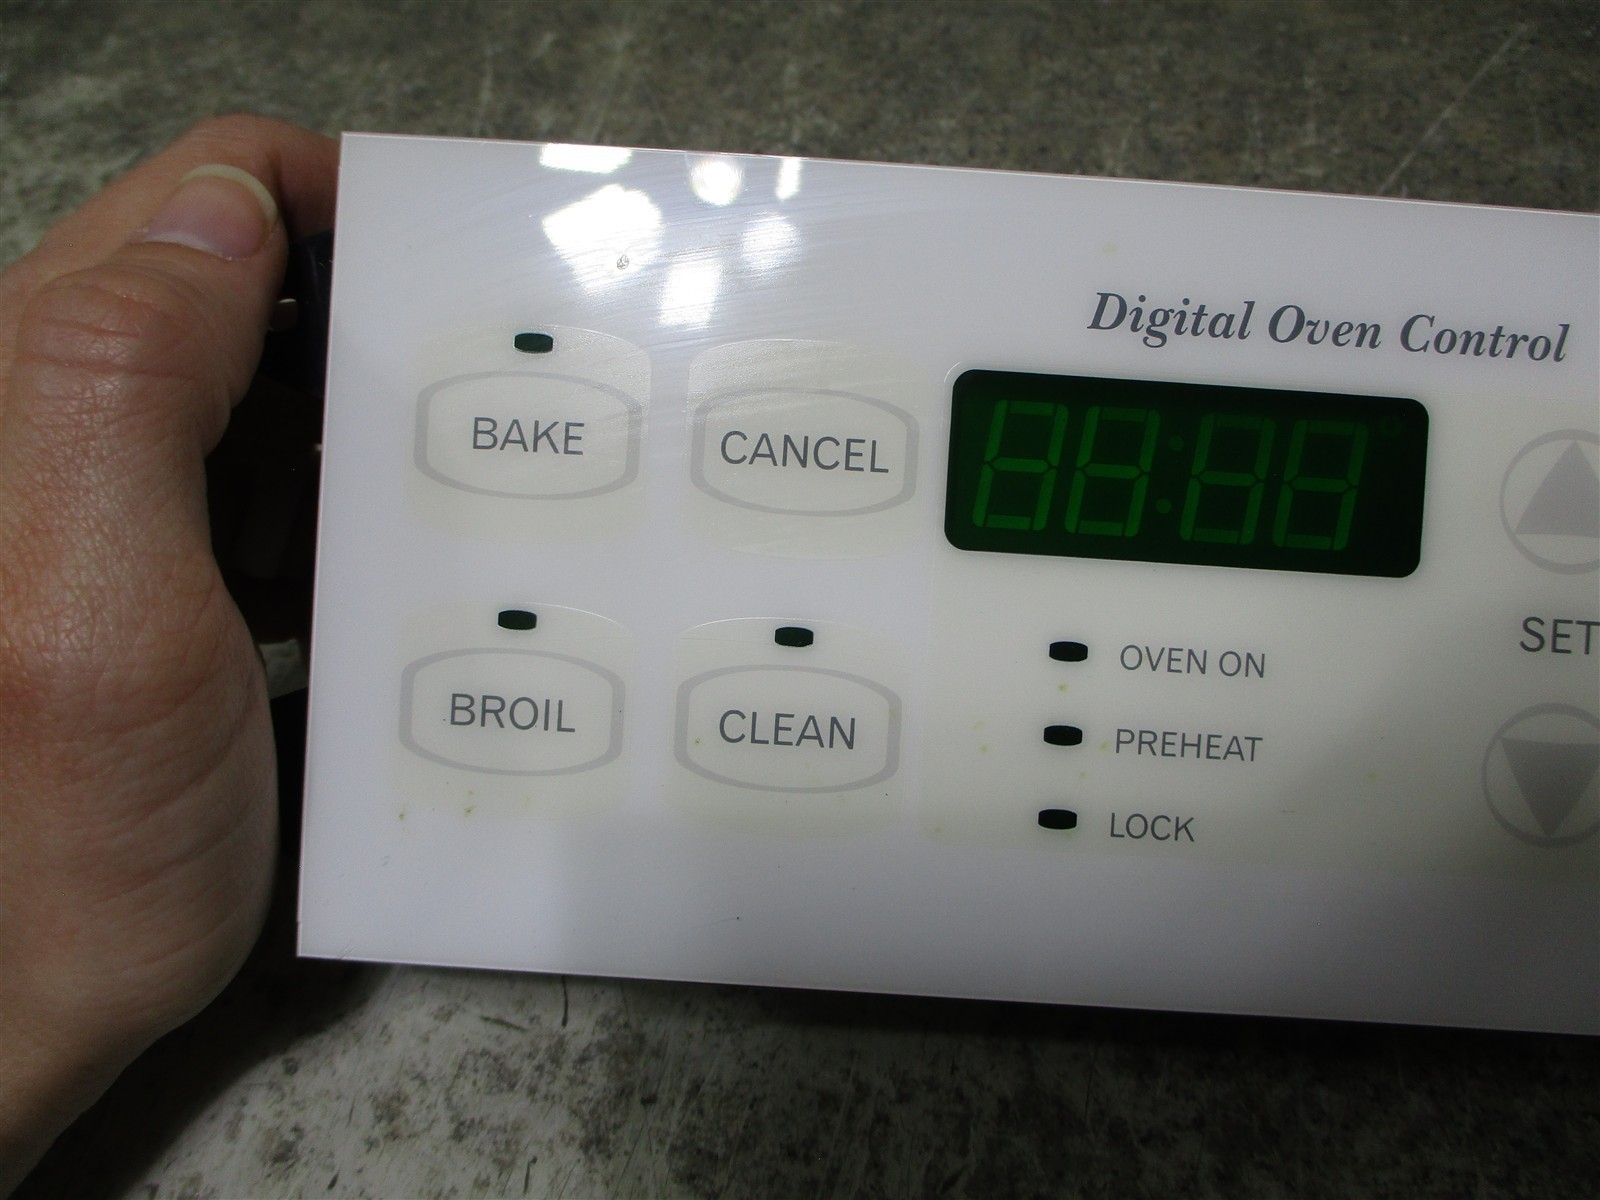 Digital Oven Control
BAKE
CANCEL
BROIL
CLEAN
OVEN ON
PREHEAT
LOCK
SET